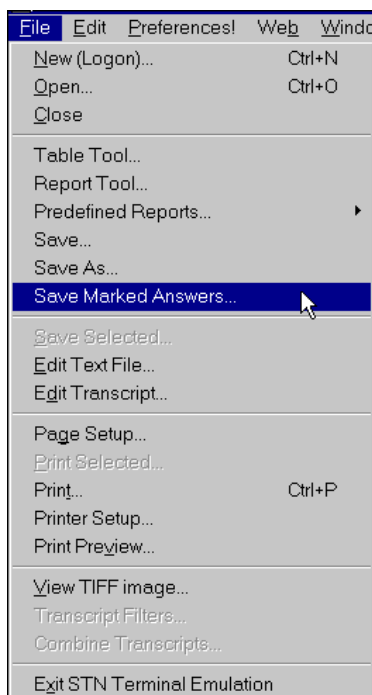 File Edit Preferences! Web Windo
New (Logon)... Ctrl+N
Open... Ctrl+O
Close
Table Tool...
Report Tool...
Predefined Reports...
Save...
Save As...
Save Marked Answers...
Save Selected...
Edit Text File...
Edit Transcript...
Page Setup...
Print Selected...
Print... Ctrl+P
Printer Setup...
Print Preview...
View TIFF image...
Transcript Filters...
Combine Transcripts...
Exit STN Terminal Emulation